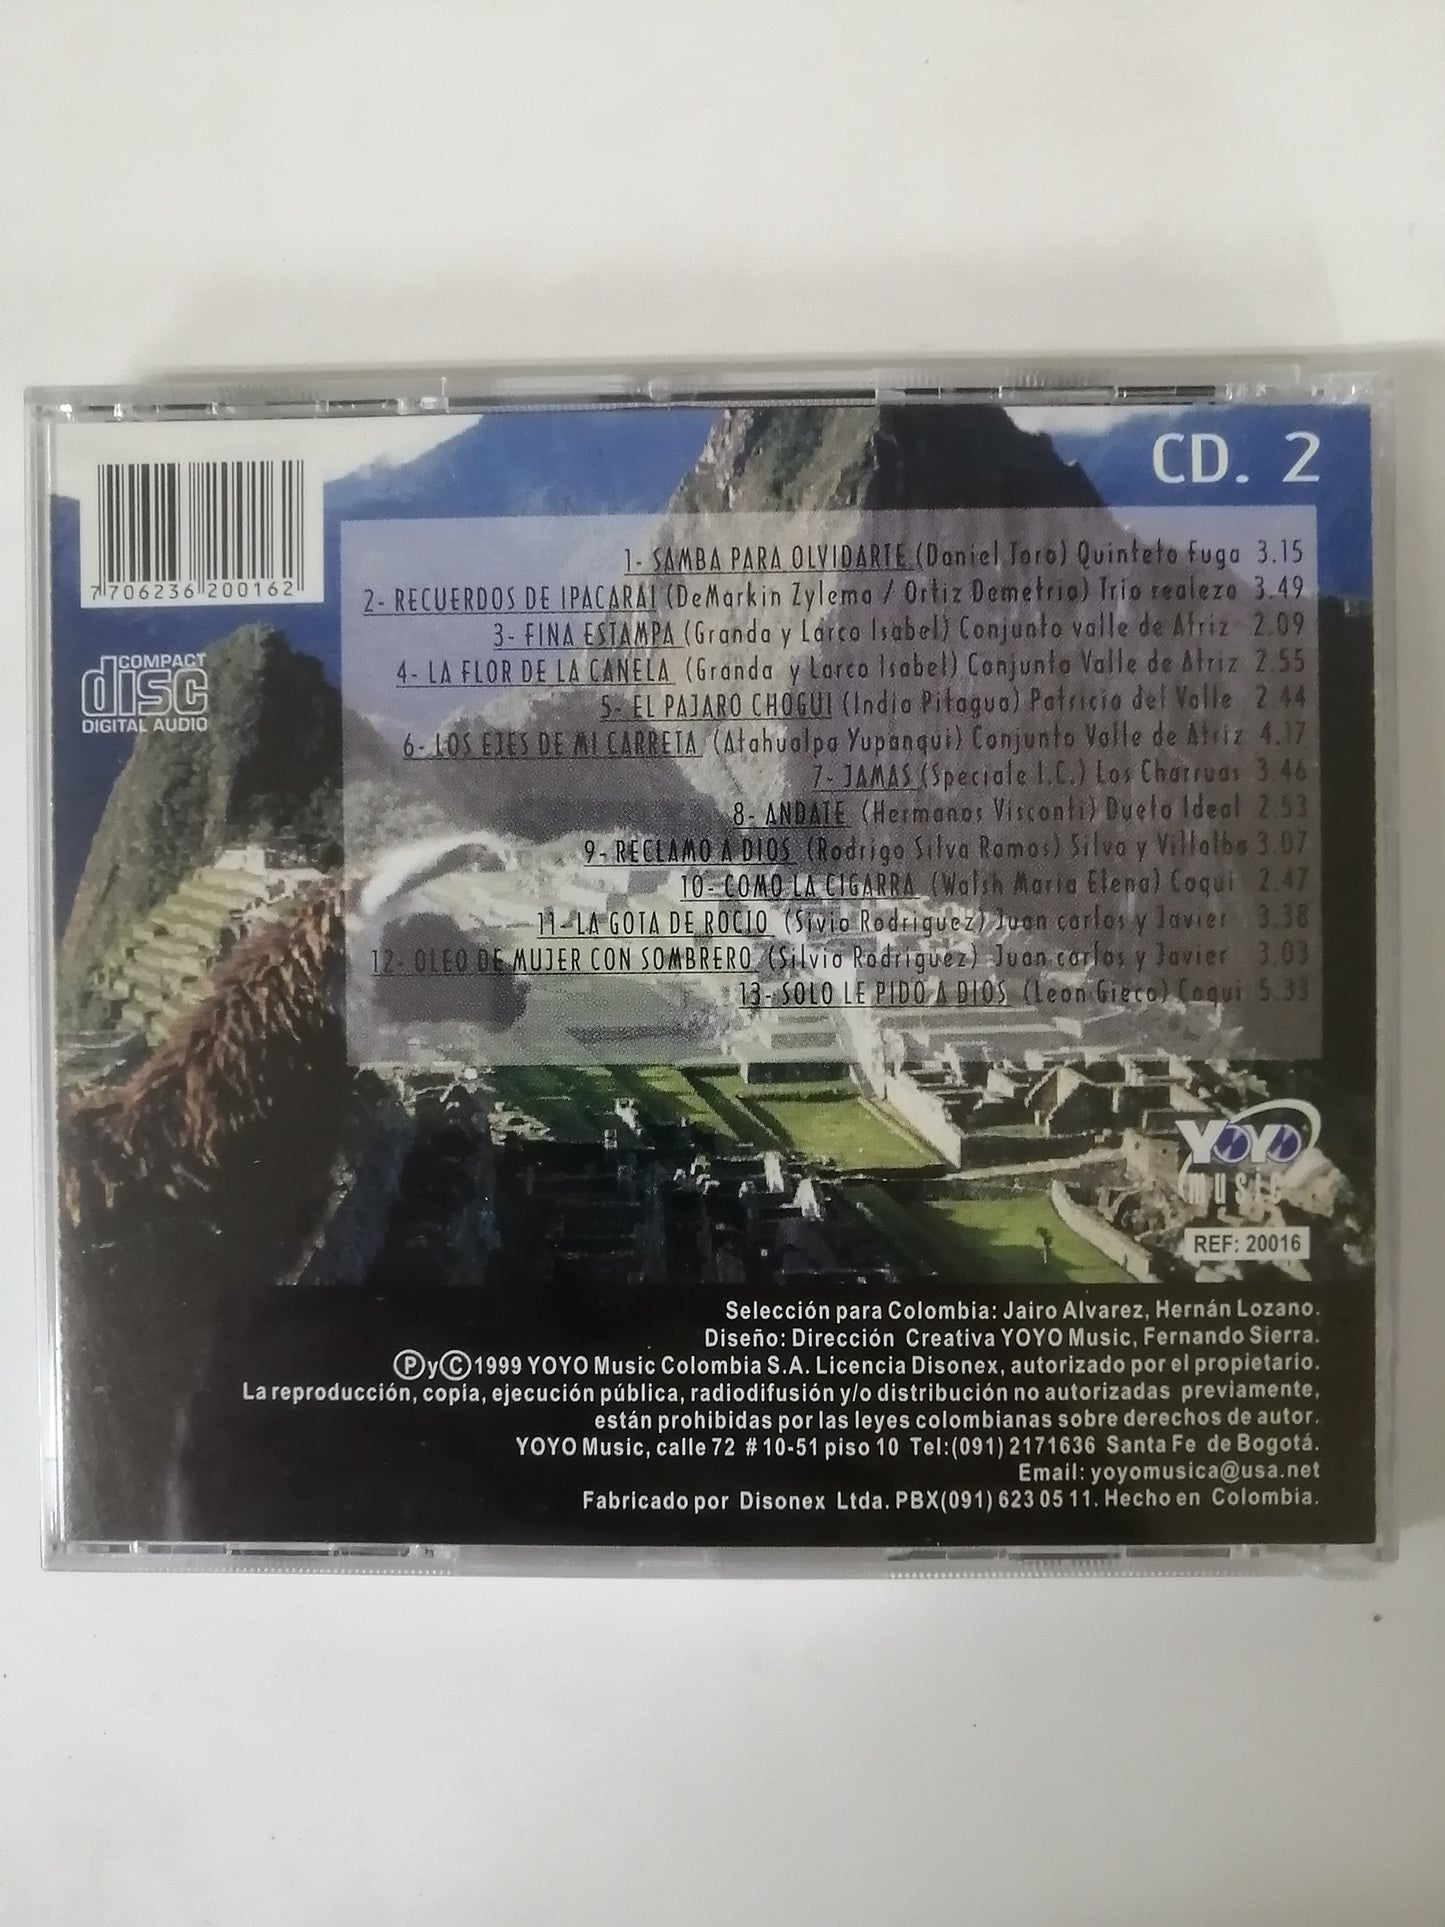 CD. 2
7 706236 200162
COMPACT
disc
DIGITAL AUDIO
1- SAMBA PARA OLVIDARTE (Daniel Toro) Quinteto Fuga 3.15
2- RECUERDOS DE IPACARAI (DeMarkin Zylema / Ortiz Demetrio) Trio realeza 3.49
3- FINA ESTAMPA (Granda y Larco Isabel) Conjunto valle de Atriz 2.09
4- LA FLOR DE LA CANELA (Granda y Larco Isabel) Conjunto Valle de Atriz 2.55
5- EL PAJARO CHOGUI (Indio Pitagua) Patricio del Valle 2.44
6- LOS EJES DE MI CARRETA (Atahualpa Yupanqui) Conjunto Valle de Atriz 4.17
7- JAMAS (Speciale I.C.) Los Charruas 3.46
8- ANDATE (Hermanos Visconti) Dueto Ideal 2.53
9- RECLAMO A DIOS (Rodrigo Silva Ramos) Silva y Villalba 3.07
10- COMO LA CIGARRA (Walsh Maria Elena) Coqui 2.47
11- LA GOTA DE ROCIO (Sivio Rodriguez) Juan carlos y Javier 3.38
12- OLEO DE MUJER CON SOMBRERO (Silvio Rodriguez) Juan carlos y Javier 3.03
13- SOLO LE PIDO A DIOS (Leon Gieco) Coqui 5.33
YOYO
music
REF: 20016
Selección para Colombia: Jairo Alvarez, Hernán Lozano.
Diseño: Dirección Creativa YOYO Music, Fernando Sierra.
Ⓟ y Ⓒ 1999 YOYO Music Colombia S.A. Licencia Disonex, autorizado por el propietario.
La reproducción, copia, ejecución pública, radiodifusión y/o distribución no autorizadas previamente,
están prohibidas por las leyes colombianas sobre derechos de autor.
YOYO Music, calle 72 # 10-51 piso 10 Tel:(091) 2171636 Santa Fe de Bogotá.
Email: yoyomusica@usa.net
Fabricado por Disonex Ltda. PBX(091) 623 05 11. Hecho en Colombia.